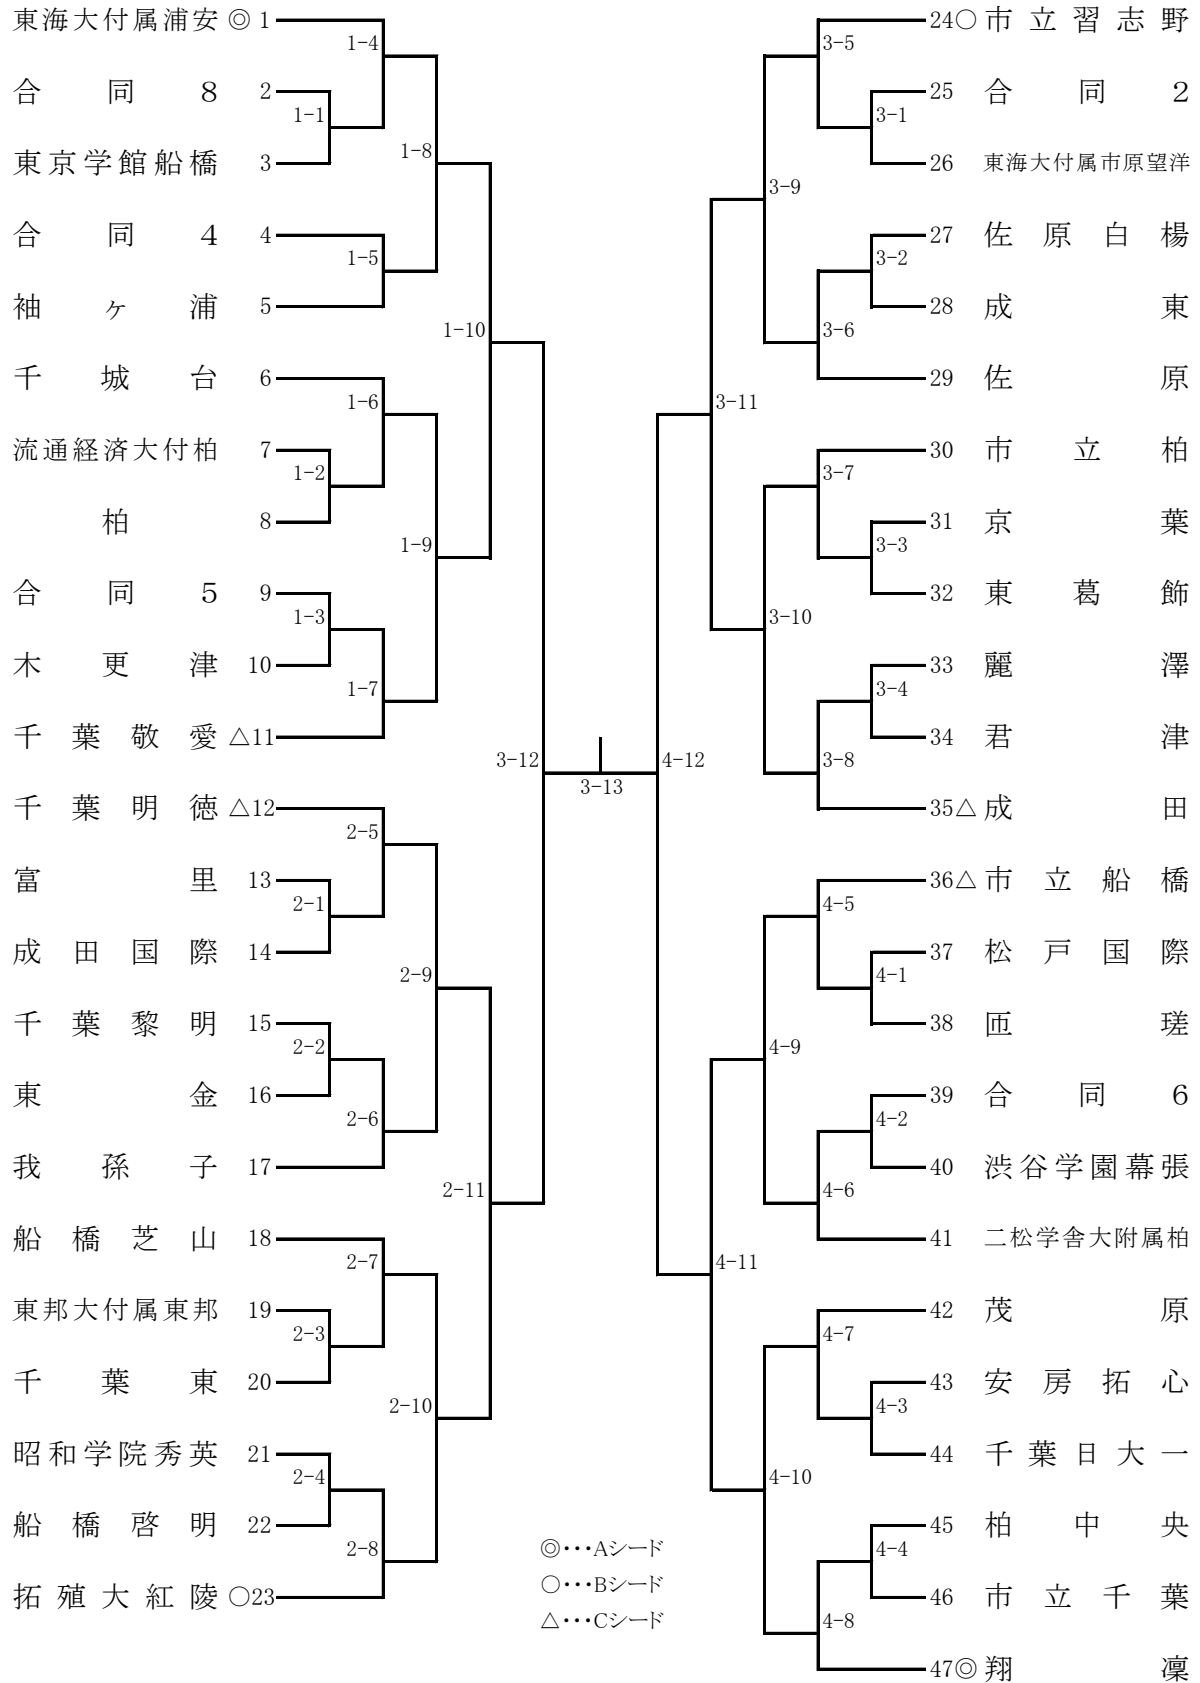 東海大付属浦安 ◎ 1
1-4
合同8 2
1-1
東京学館船橋 3
1-8
合同4 4
1-5
袖ヶ浦 5
1-10
千城台 6
1-6
流通経済大付柏 7
1-2
柏 8
1-9
合同5 9
1-3
木更津 10
1-7
千葉敬愛 △11
3-12
千葉明徳 △12
2-5
富里 13
2-1
成田国際 14
2-9
千葉黎明 15
2-2
東金 16
2-6
我孫子 17
2-11
船橋芝山 18
2-7
東邦大付属東邦 19
2-3
千葉東 20
2-10
昭和学院秀英 21
2-4
船橋啓明 22
2-8
拓殖大紅陵 ○23
3-13
◎・・・Aシード
○・・・Bシード
△・・・Cシード
24○ 市立習志野
3-5
25 合同2
3-1
26 東海大付属市原望洋
3-9
27 佐原白楊
3-2
28 成東
3-6
29 佐原
3-11
30 市立柏
3-7
31 京葉
3-3
32 東葛飾
3-10
33 麗澤
3-4
34 君津
3-8
4-12
35△ 成田
36△ 市立船橋
4-5
37 松戸国際
4-1
38 匝瑳
4-9
39 合同6
4-2
40 渋谷学園幕張
4-6
41 二松学舎大附属柏
4-11
42 茂原
4-7
43 安房拓心
4-3
44 千葉日大一
4-10
45 柏中央
4-4
46 市立千葉
4-8
47◎ 翔凜